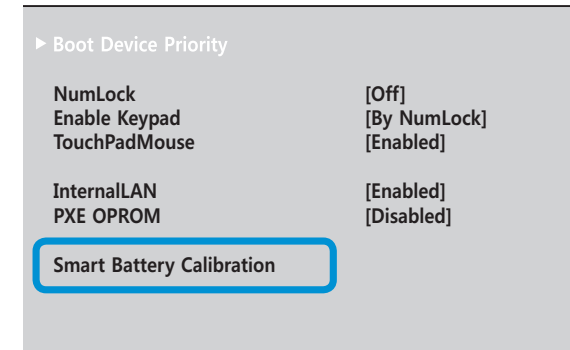 Boot Device Priority
NumLock [Off]
Enable Keypad [By NumLock]
TouchPadMouse [Enabled]
InternalLAN [Enabled]
PXE OPROM [Disabled]
Smart Battery Calibration